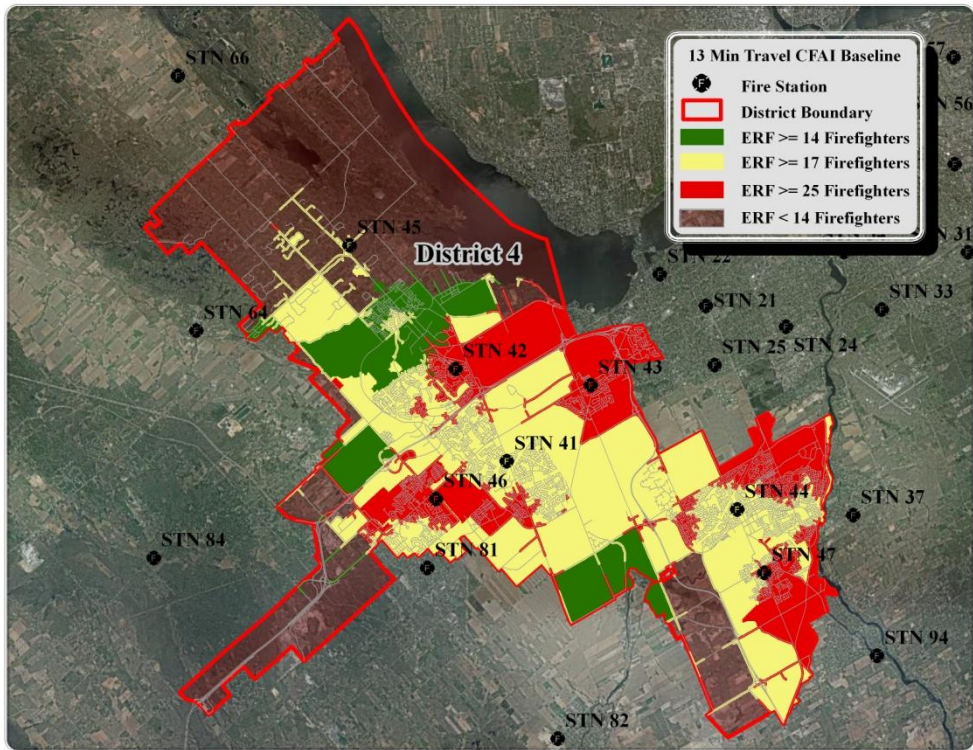 STN 66
13 Min Travel CFAI Baseline
Fire Station
District Boundary
ERF >= 14 Firefighters
ERF >= 17 Firefighters
ERF >= 25 Firefighters
ERF < 14 Firefighters
57
56
STN 45
District 4
STN 22
31
STN 64
STN 21
STN 33
STN 25
STN 24
STN 42
STN 43
STN 41
STN 46
STN 44
STN 37
STN 84
STN 81
STN 47
STN 94
STN 82